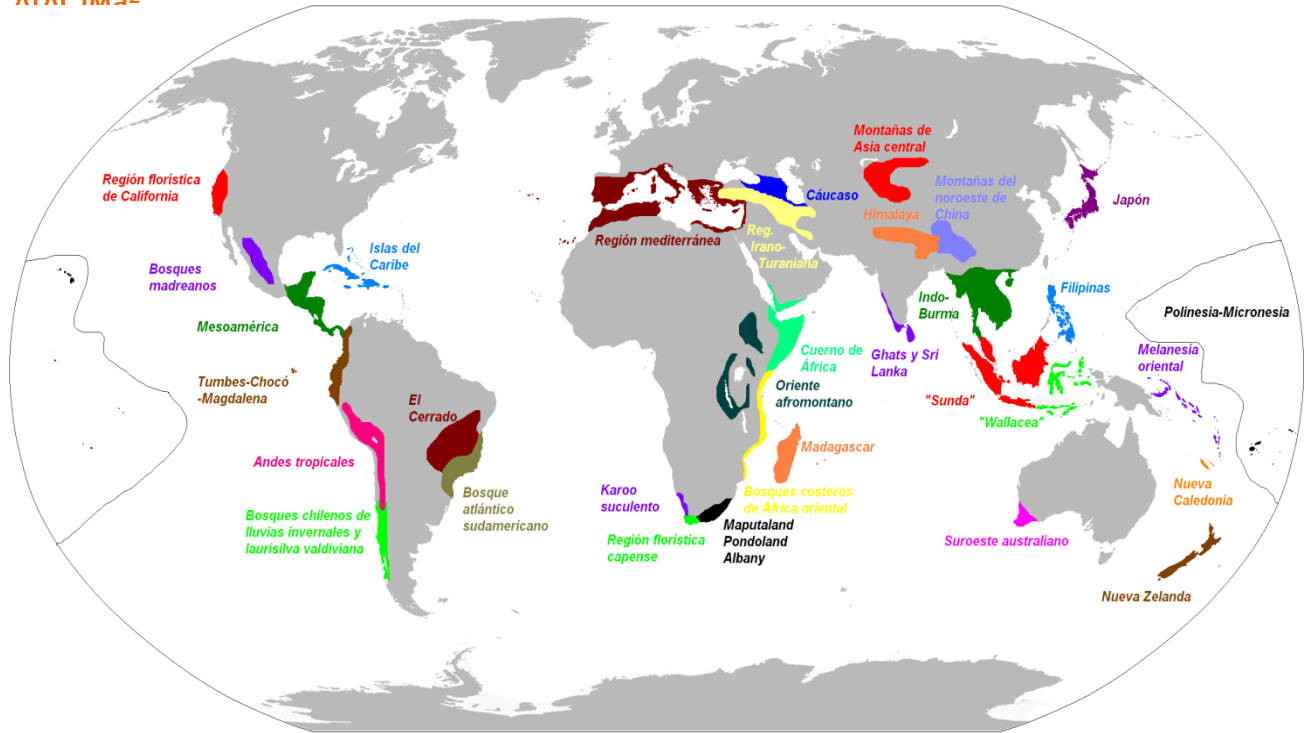 Montañas de
Asia central
Región florística
de California
Cáucaso
Montañas del
noroeste de
China
Japón
Himalaya
Región mediterránea
Reg.
Irano-
Turaniana
Islas del
Caribe
Bosques
madreanos
Mesoamérica
Indo-
Burma
Filipinas
Polinesia-Micronesia
Ghats y Sri
Lanka
Melanesia
oriental
Cuerno de
África
Oriente
afromontano
Tumbes-Chocó
-Magdalena
El
Cerrado
"Sunda"
"Wallacea"
Madagascar
Andes tropicales
Bosque
atlántico
sudamericano
Karoo
suculento
Bosques costeros
de África oriental
Nueva
Caledonia
Bosques chilenos de
lluvias invernales y
laurisilva valdiviana
Maputaland
Pondoland
Albany
Región florística
capense
Suroeste australiano
Nueva Zelanda